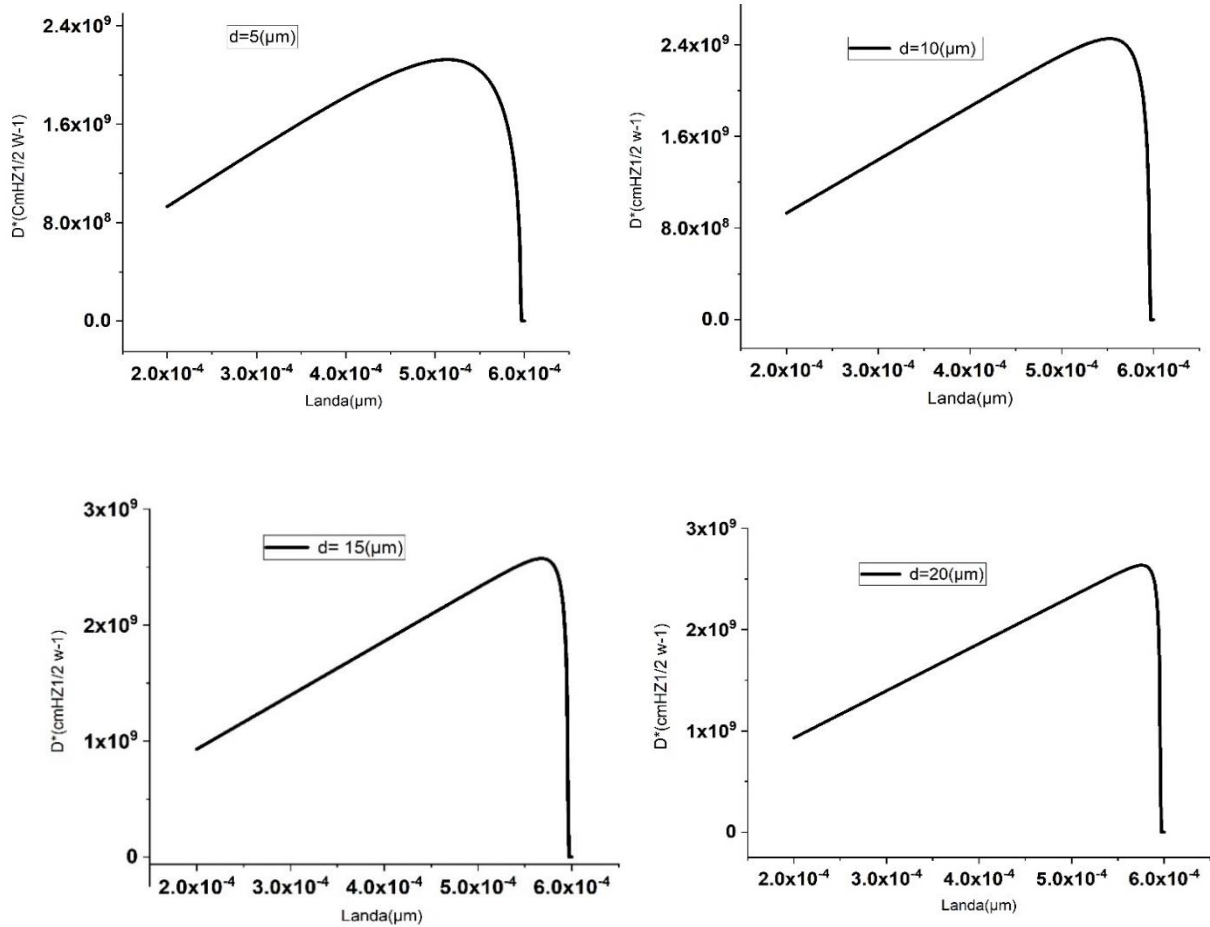 2.4x10⁹
1.6x10⁹
8.0x10⁸
0.0
D*(CmHZ1/2 W-1)
d=5(µm)
2.0x10⁻⁴ 3.0x10⁻⁴ 4.0x10⁻⁴ 5.0x10⁻⁴ 6.0x10⁻⁴
Landa(µm)
2.4x10⁹
1.6x10⁹
8.0x10⁸
0.0
D*(cmHZ1/2 w-1)
d=10(µm)
2.0x10⁻⁴ 3.0x10⁻⁴ 4.0x10⁻⁴ 5.0x10⁻⁴ 6.0x10⁻⁴
Landa(µm)
3x10⁹
2x10⁹
1x10⁹
0
D*(cmHZ1/2 w-1)
d= 15(µm)
2.0x10⁻⁴ 3.0x10⁻⁴ 4.0x10⁻⁴ 5.0x10⁻⁴ 6.0x10⁻⁴
Landa(µm)
3x10⁹
2x10⁹
1x10⁹
0
D*(cmHZ1/2 w-1)
d=20(µm)
2.0x10⁻⁴ 3.0x10⁻⁴ 4.0x10⁻⁴ 5.0x10⁻⁴ 6.0x10⁻⁴
Landa(µm)